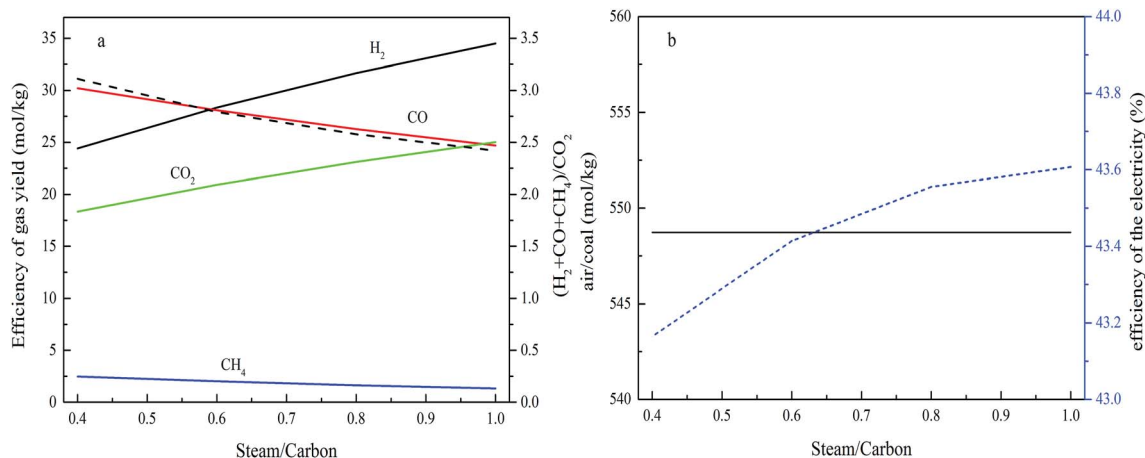 a
35
30
25
20
15
10
5
0
3.5
3.0
2.5
2.0
1.5
1.0
0.5
0.0
H2
CO
CO2
CH4
Efficiency of gas yield (mol/kg)
(H2+CO+CH4)/CO2
0.4 0.5 0.6 0.7 0.8 0.9 1.0
Steam/Carbon
b
560
555
550
545
540
44.0
43.8
43.6
43.4
43.2
43.0
air/coal (mol/kg)
efficiency of the electricity (%)
0.4 0.5 0.6 0.7 0.8 0.9 1.0
Steam/Carbon